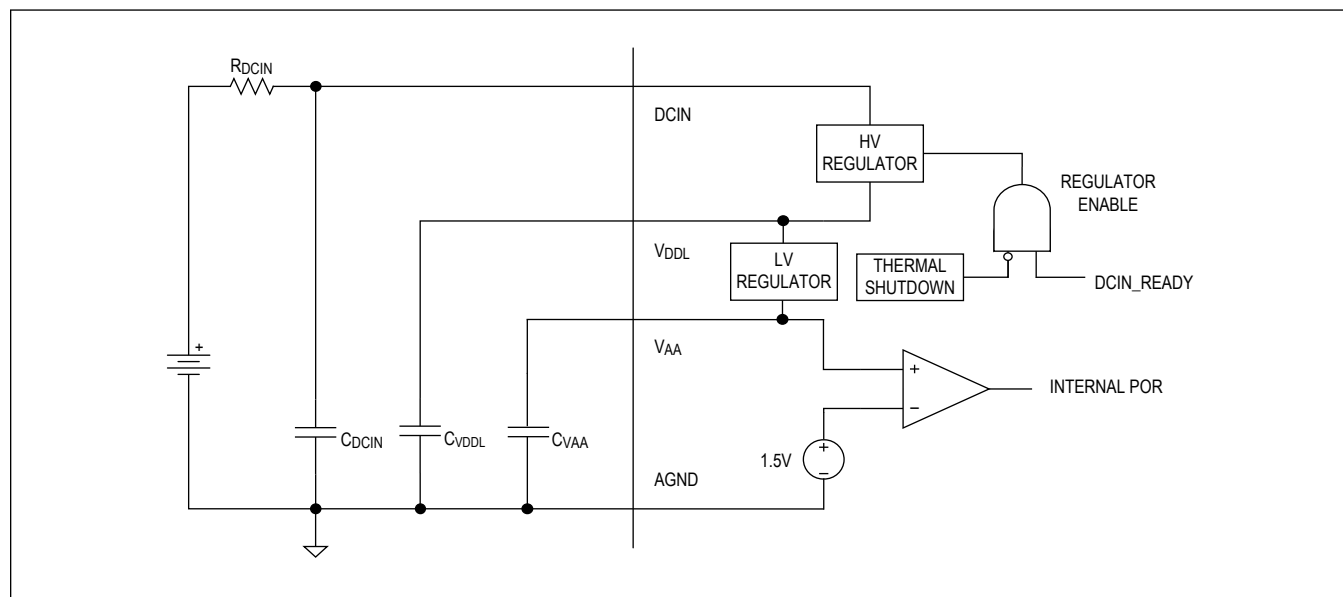 RDCIN
DCIN
HV
REGULATOR
REGULATOR
ENABLE
VDDL
LV
REGULATOR
THERMAL
SHUTDOWN
DCIN_READY
VAA
+
+
−
INTERNAL POR
CDCIN
CVDDL
CVAA
1.5V
+
−
AGND